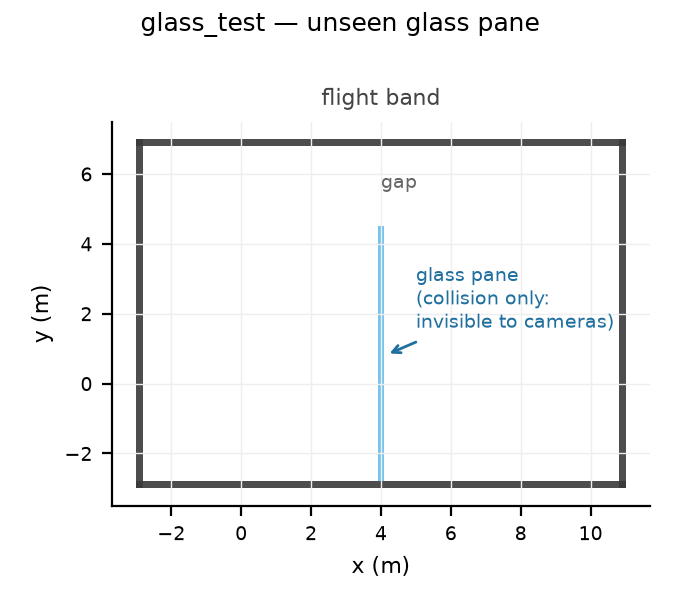 glass_test — unseen glass pane
flight band
gap
glass pane
(collision only:
invisible to cameras)
6
4
2
0
−2
y (m)
−2
0
2
4
6
8
10
x (m)